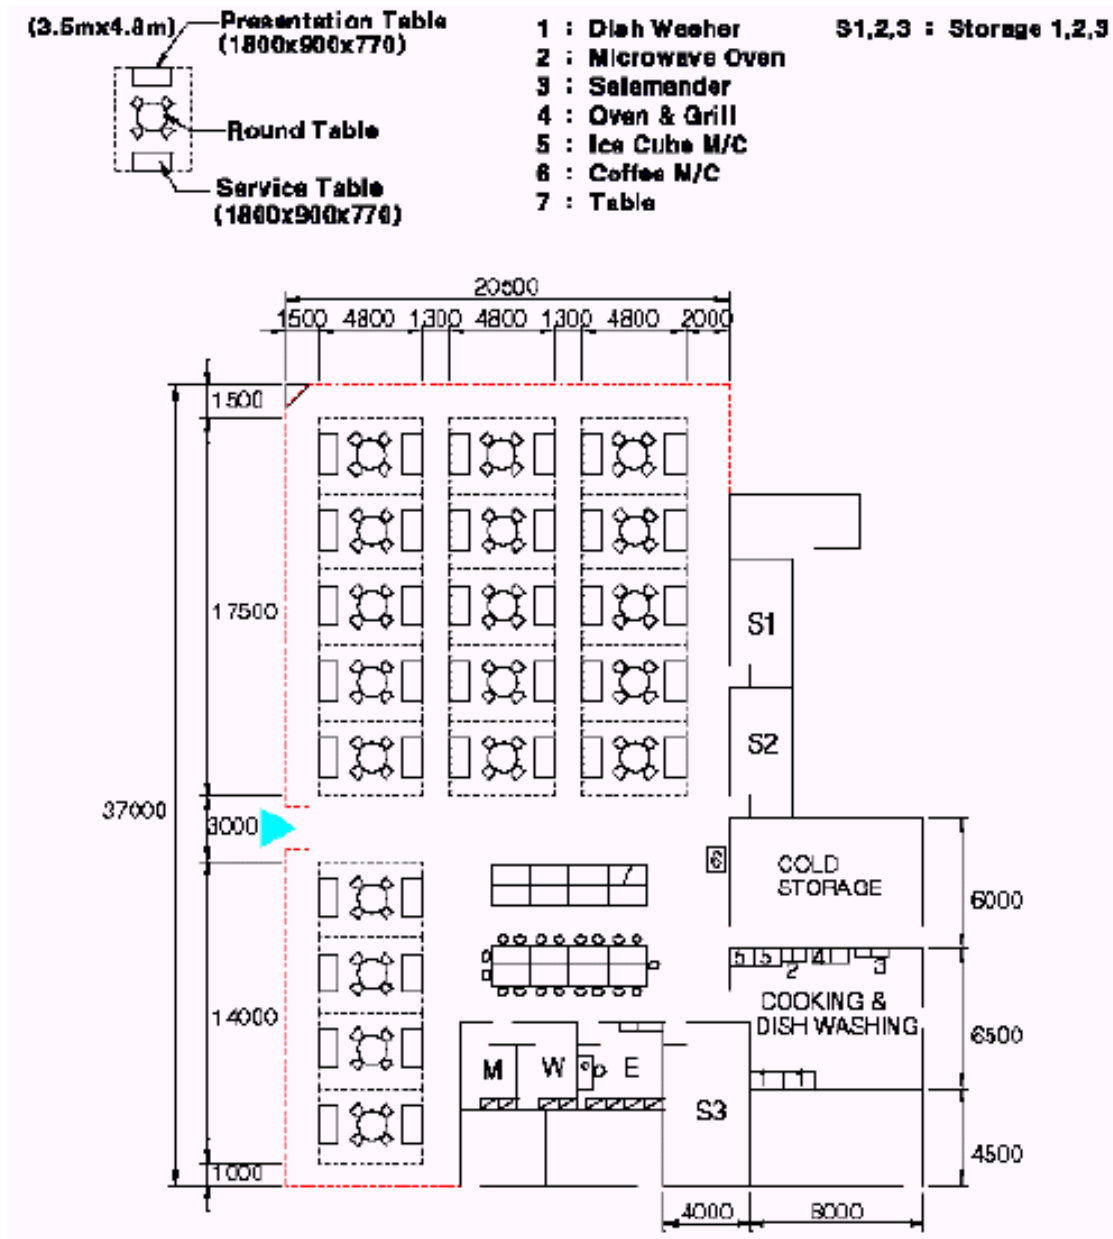 (3.5mx4.8m)
Presentation Table
(1800x900x770)
Round Table
Service Table
(1800x900x770)
1 : Dish Washer
2 : Microwave Oven
3 : Salamander
4 : Oven & Grill
5 : Ice Cube M/C
6 : Coffee M/C
7 : Table
S1,2,3 : Storage 1,2,3
20500
1500 4800 1300 4800 1300 4800 2000
1500
17500
S1
S2
37000
3000
6
7
COLD
STORAGE
6000
5 5 2 4 3
COOKING &
DISH WASHING
14000
6500
M W E
1 1
S3
1000
4500
4000 8000